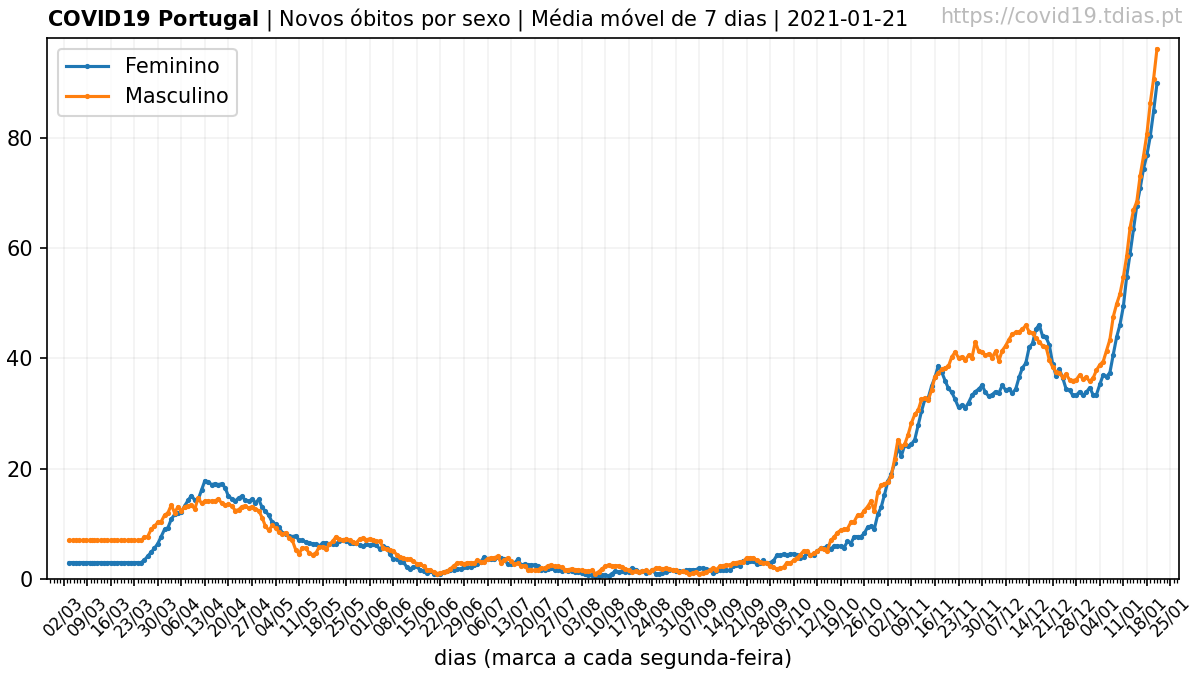 COVID19 Portugal | Novos óbitos por sexo | Média móvel de 7 dias | 2021-01-21
https://covid19.tdias.pt
Feminino
Masculino
80
60
40
20
0
02/03 09/03 16/03 23/03 30/03 06/04 13/04 20/04 27/04 04/05 11/05 18/05 25/05 01/06 08/06 15/06 22/06 29/06 06/07 13/07 20/07 27/07 03/08 10/08 17/08 24/08 31/08 07/09 14/09 21/09 28/09 05/10 12/10 19/10 26/10 02/11 09/11 16/11 23/11 30/11 07/12 14/12 21/12 28/12 04/01 11/01 18/01 25/01
dias (marca a cada segunda-feira)